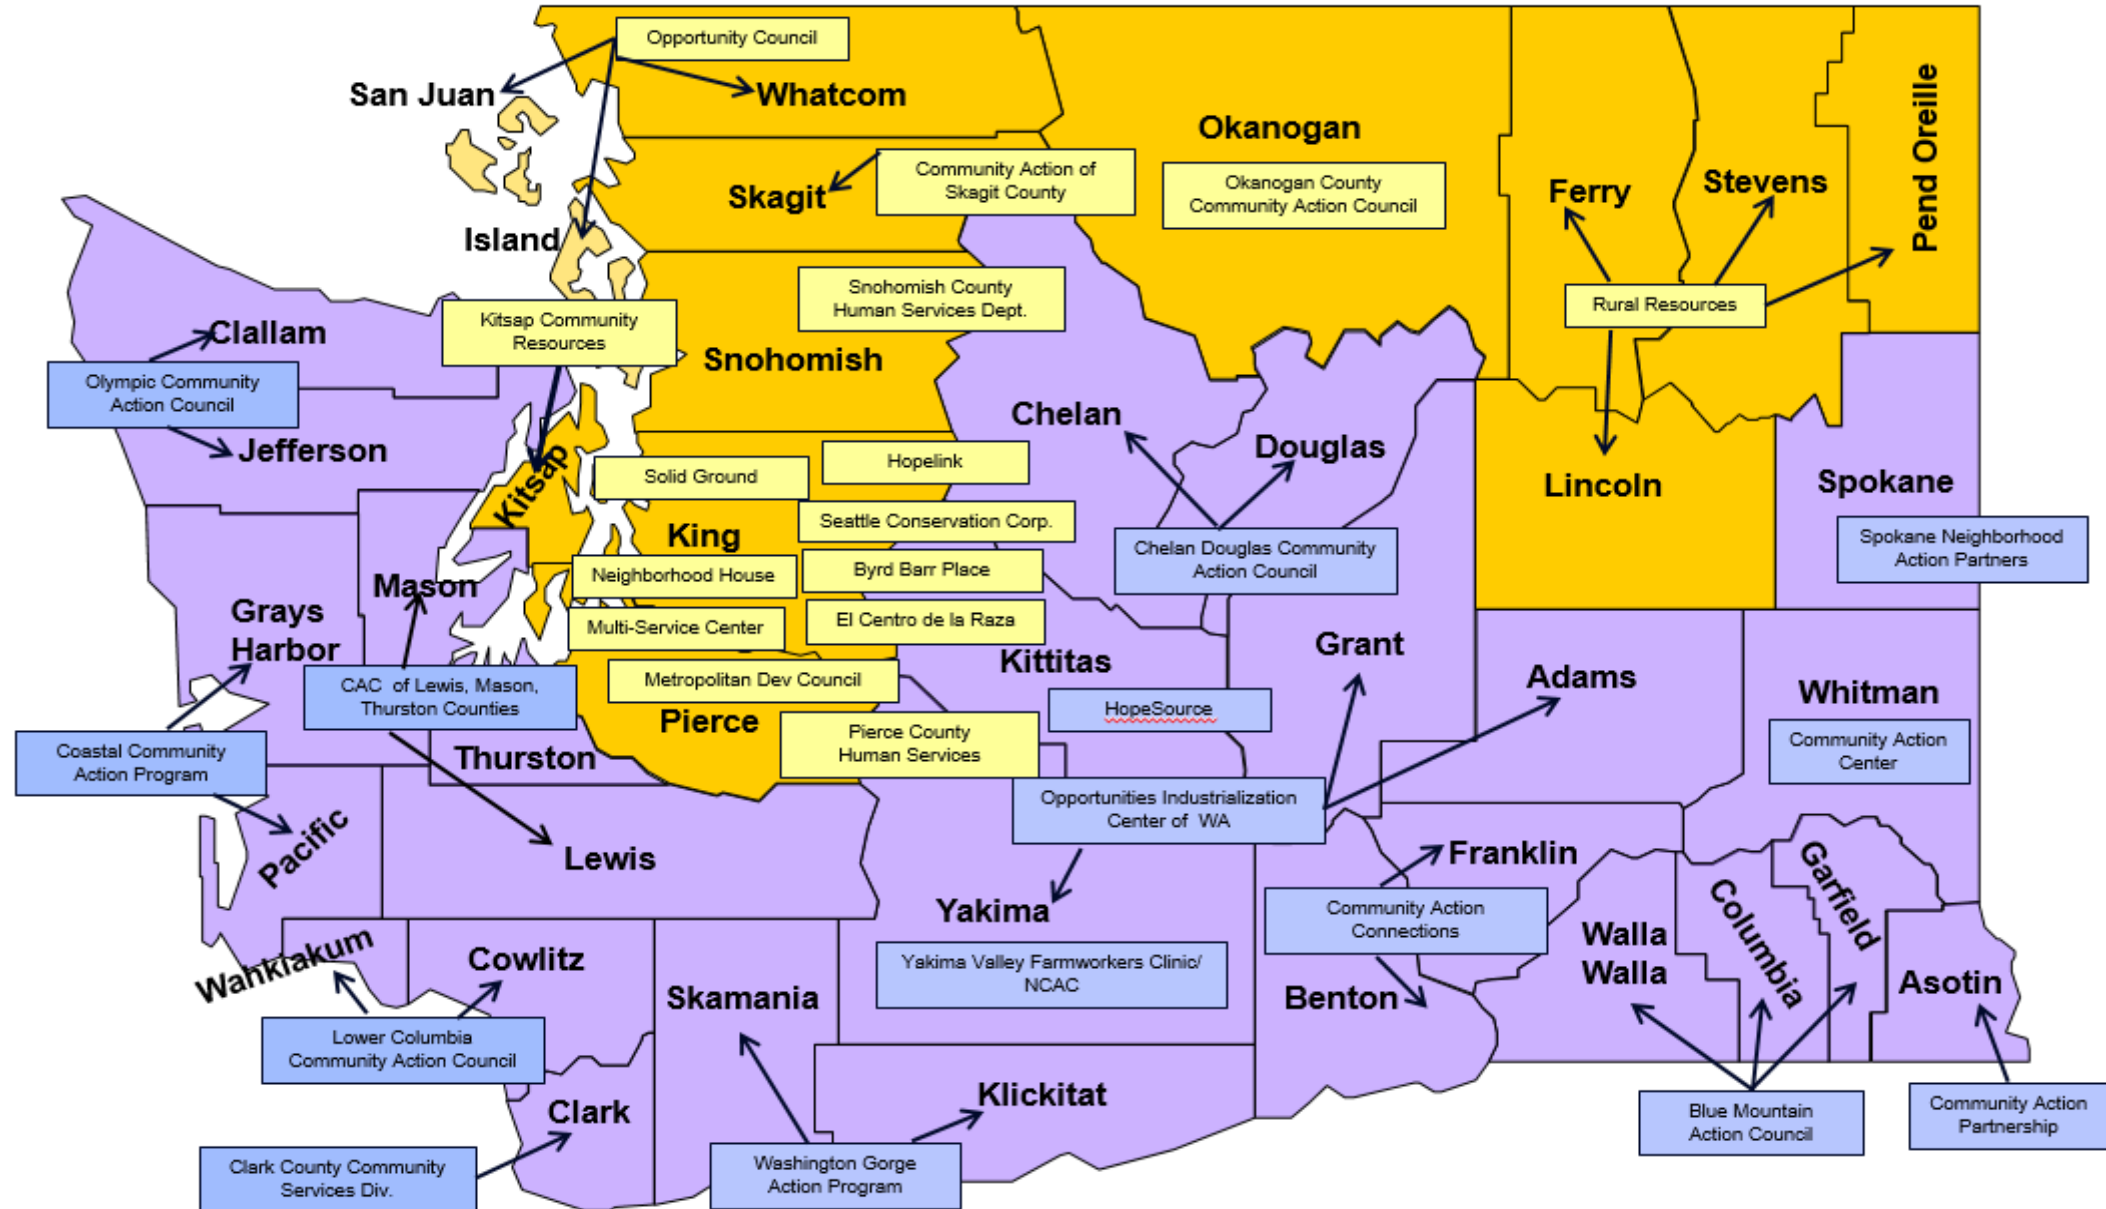 Opportunity Council
San Juan
Whatcom
Okanogan
Pend Oreille
Community Action of
Skagit County
Okanogan County
Community Action Council
Skagit
Ferry
Stevens
Island
Snohomish County
Human Services Dept.
Rural Resources
Kitsap Community
Resources
Clallam
Snohomish
Olympic Community
Action Council
Chelan
Douglas
Jefferson
Kitsap
Solid Ground
Hopelink
Lincoln
Spokane
Seattle Conservation Corp.
King
Chelan Douglas Community
Action Council
Spokane Neighborhood
Action Partners
Neighborhood House
Byrd Barr Place
Mason
Grays
Harbor
Multi-Service Center
El Centro de la Raza
Kittitas
Grant
Adams
Whitman
CAC of Lewis, Mason,
Thurston Counties
Metropolitan Dev Council
HopeSource
Pierce
Pierce County
Human Services
Thurston
Coastal Community
Action Program
Community Action
Center
Opportunities Industrialization
Center of WA
Pacific
Lewis
Franklin
Garfield
Yakima
Community Action
Connections
Walla
Walla
Columbia
Wahkiakum
Cowlitz
Yakima Valley Farmworkers Clinic/
NCAC
Skamania
Benton
Asotin
Lower Columbia
Community Action Council
Klickitat
Clark
Blue Mountain
Action Council
Community Action
Partnership
Clark County Community
Services Div.
Washington Gorge
Action Program